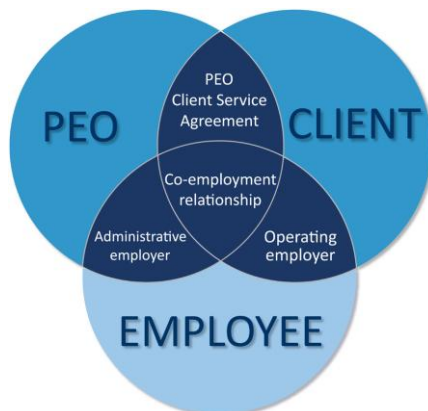 PEO
Client Service
Agreement
PEO
CLIENT
Co-employment
relationship
Administrative
employer
Operating
employer
EMPLOYEE